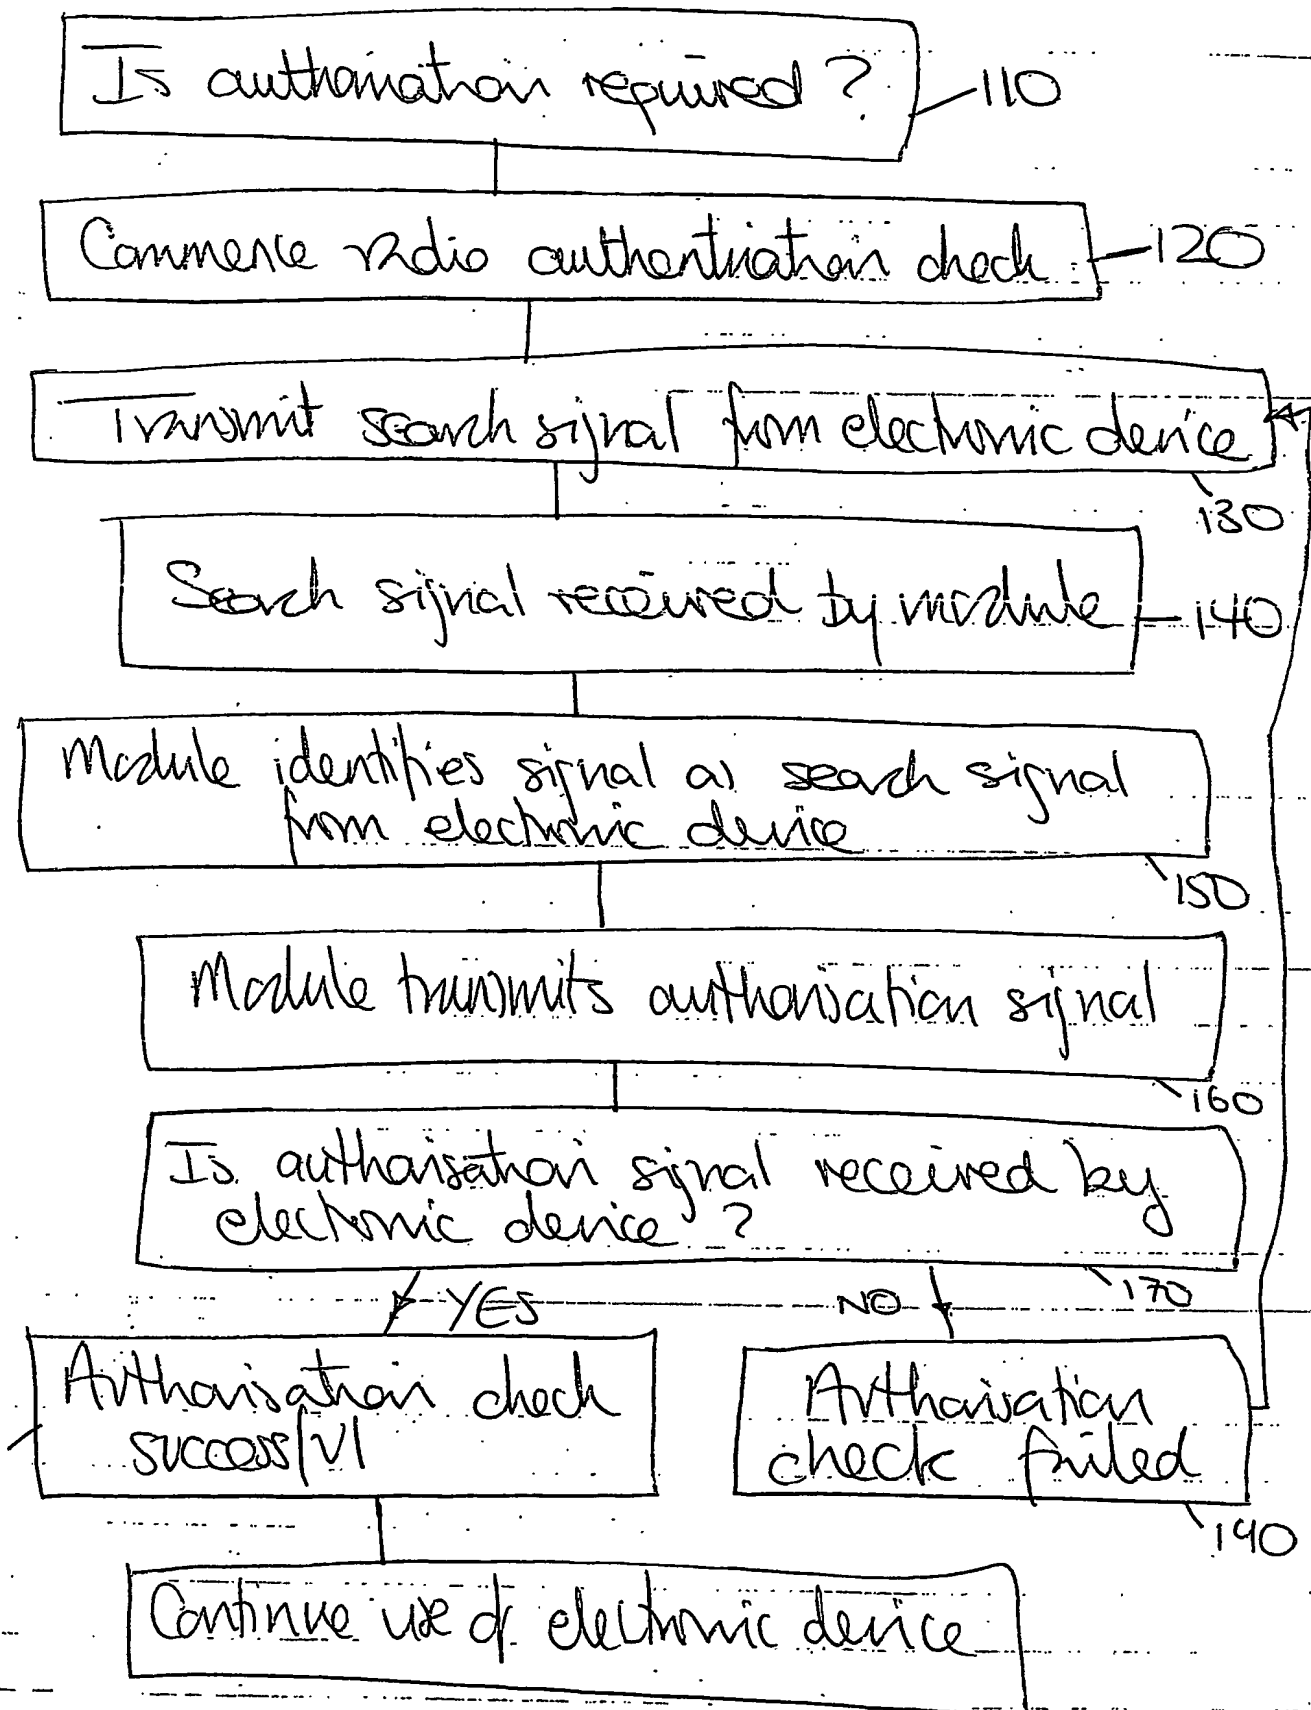 Is authorisation required? 110
Commence radio authentication check 120
Transmit search signal from electronic device
130
Search signal received by module 140
Module identifies signal as search signal
from electronic device
150
Module transmits authorisation signal
160
Is authorisation signal received by
electronic device?
170
YES NO
Authorisation check
successful
Authorisation
check failed
190
Continue use of electronic device